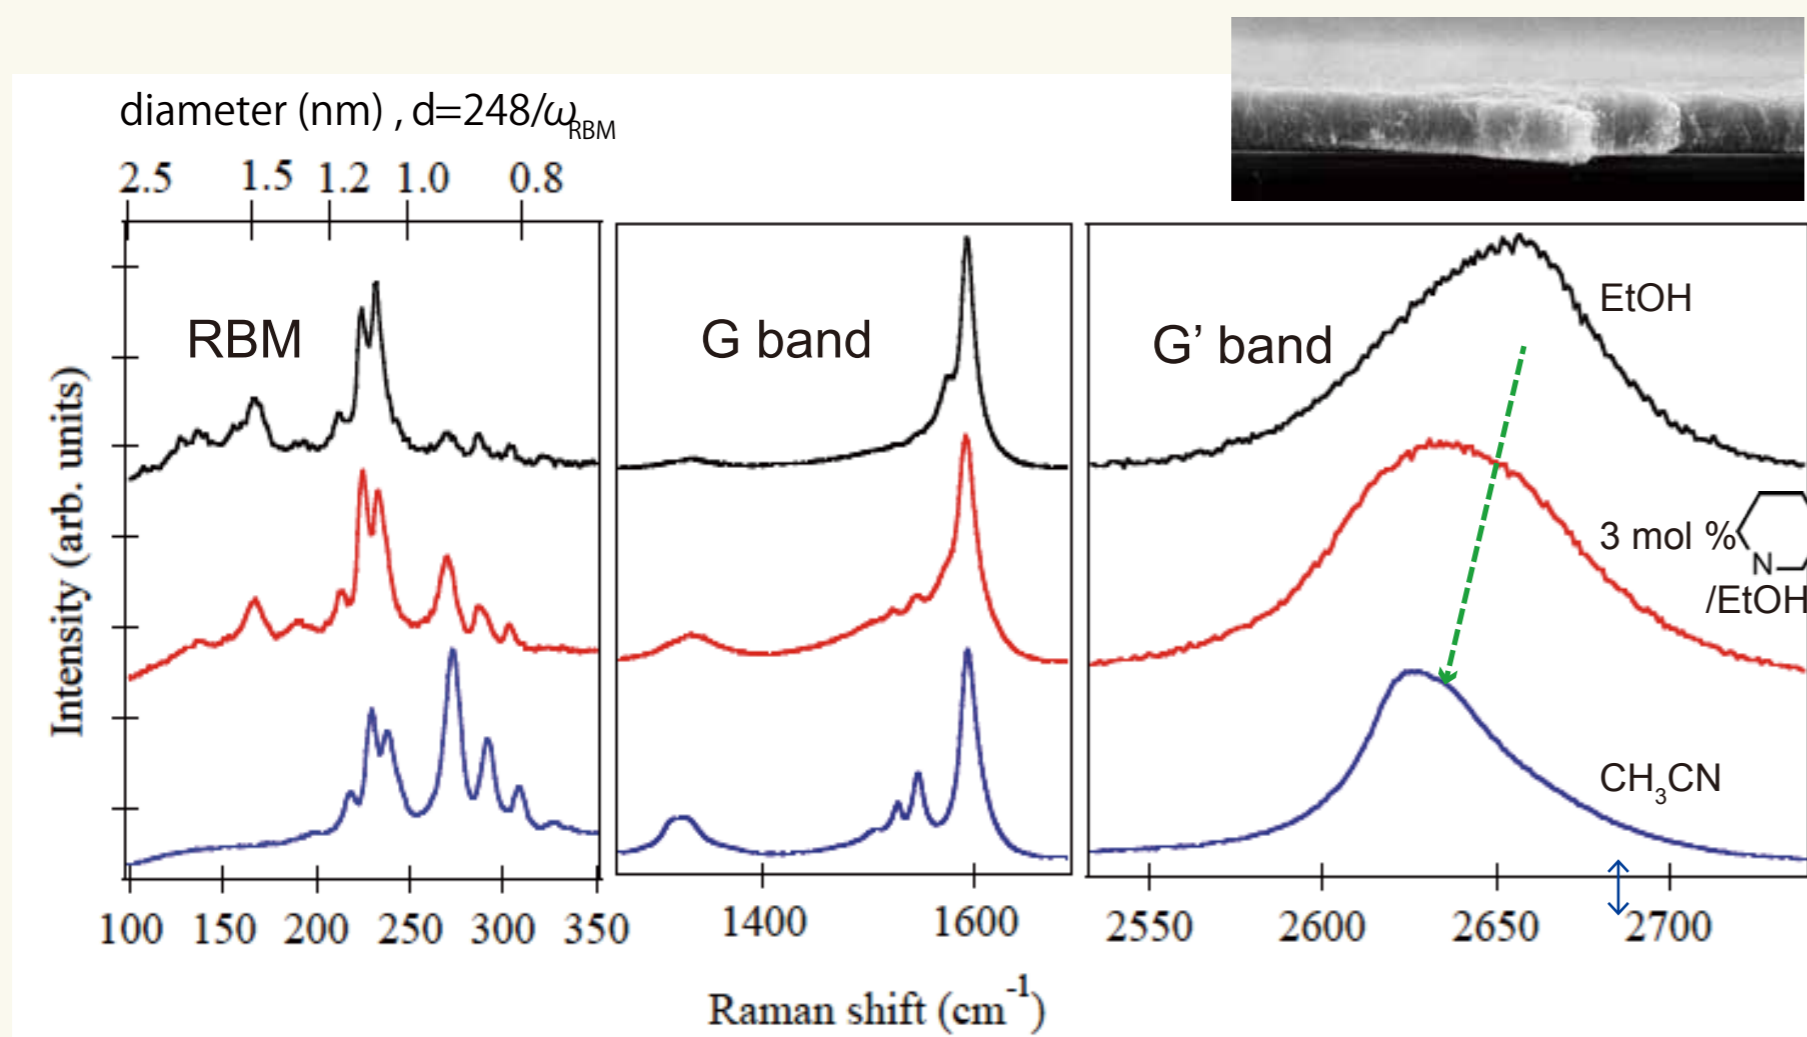 diameter (nm) , d=248/ωRBM
2.5 1.5 1.2 1.0 0.8
RBM
G band
G’ band
EtOH
3 mol %
N
/EtOH
CH3CN
Intensity (arb. units)
100 150 200 250 300 350
1400 1600
2550 2600 2650 2700
Raman shift (cm-1)